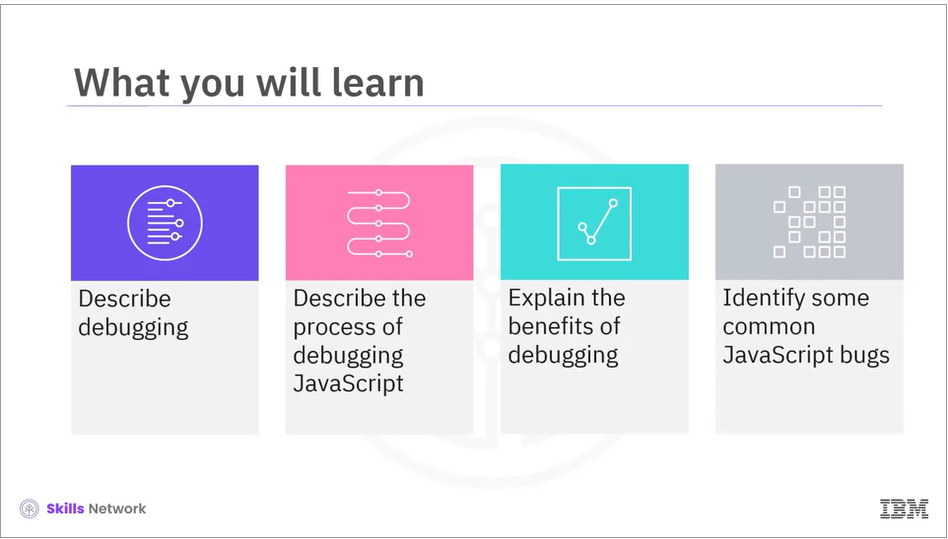 What you will learn
Describe
debugging
Describe the
process of
debugging
JavaScript
Explain the
benefits of
debugging
Identify some
common
JavaScript bugs
Skills Network
IBM